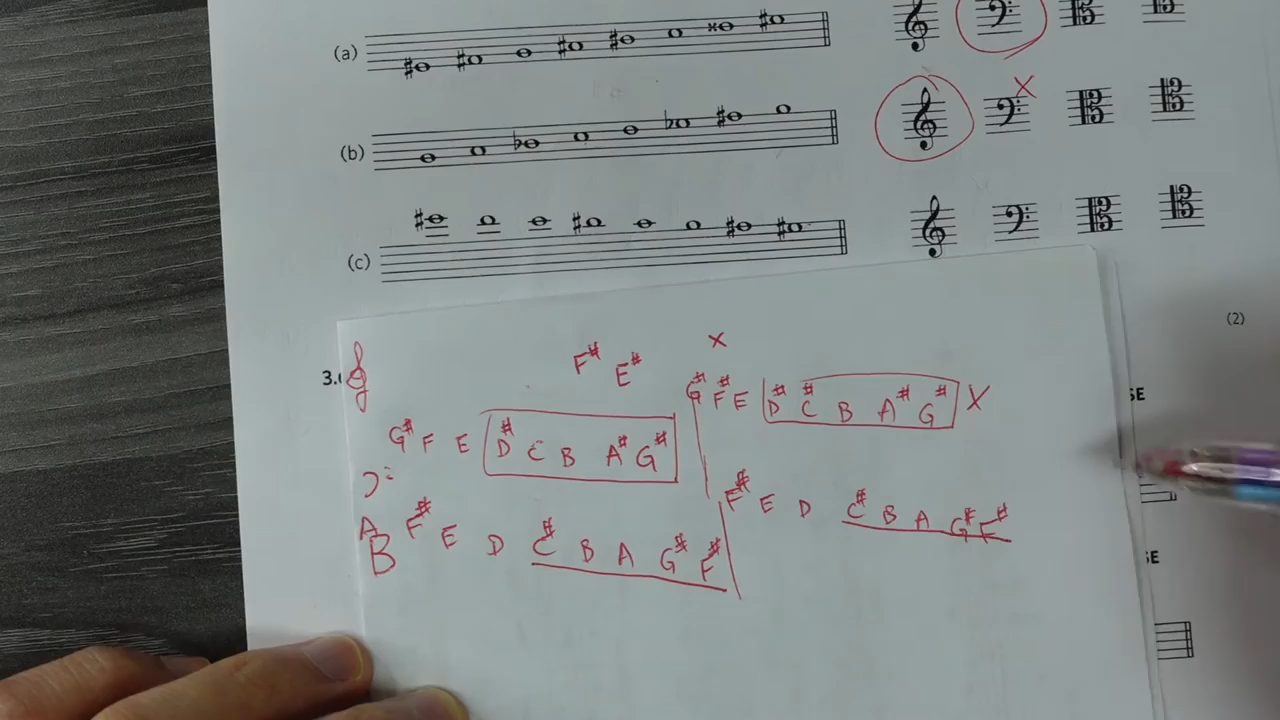 (a)
(b)
X
(c)
(2)
3.(
F# E#
X
G# F# E D# C# B A# G# X
G# F E D# C B A# G#
F# E D C# B A G# F#
A F# E D C# B A G# F#
B
SE
SE